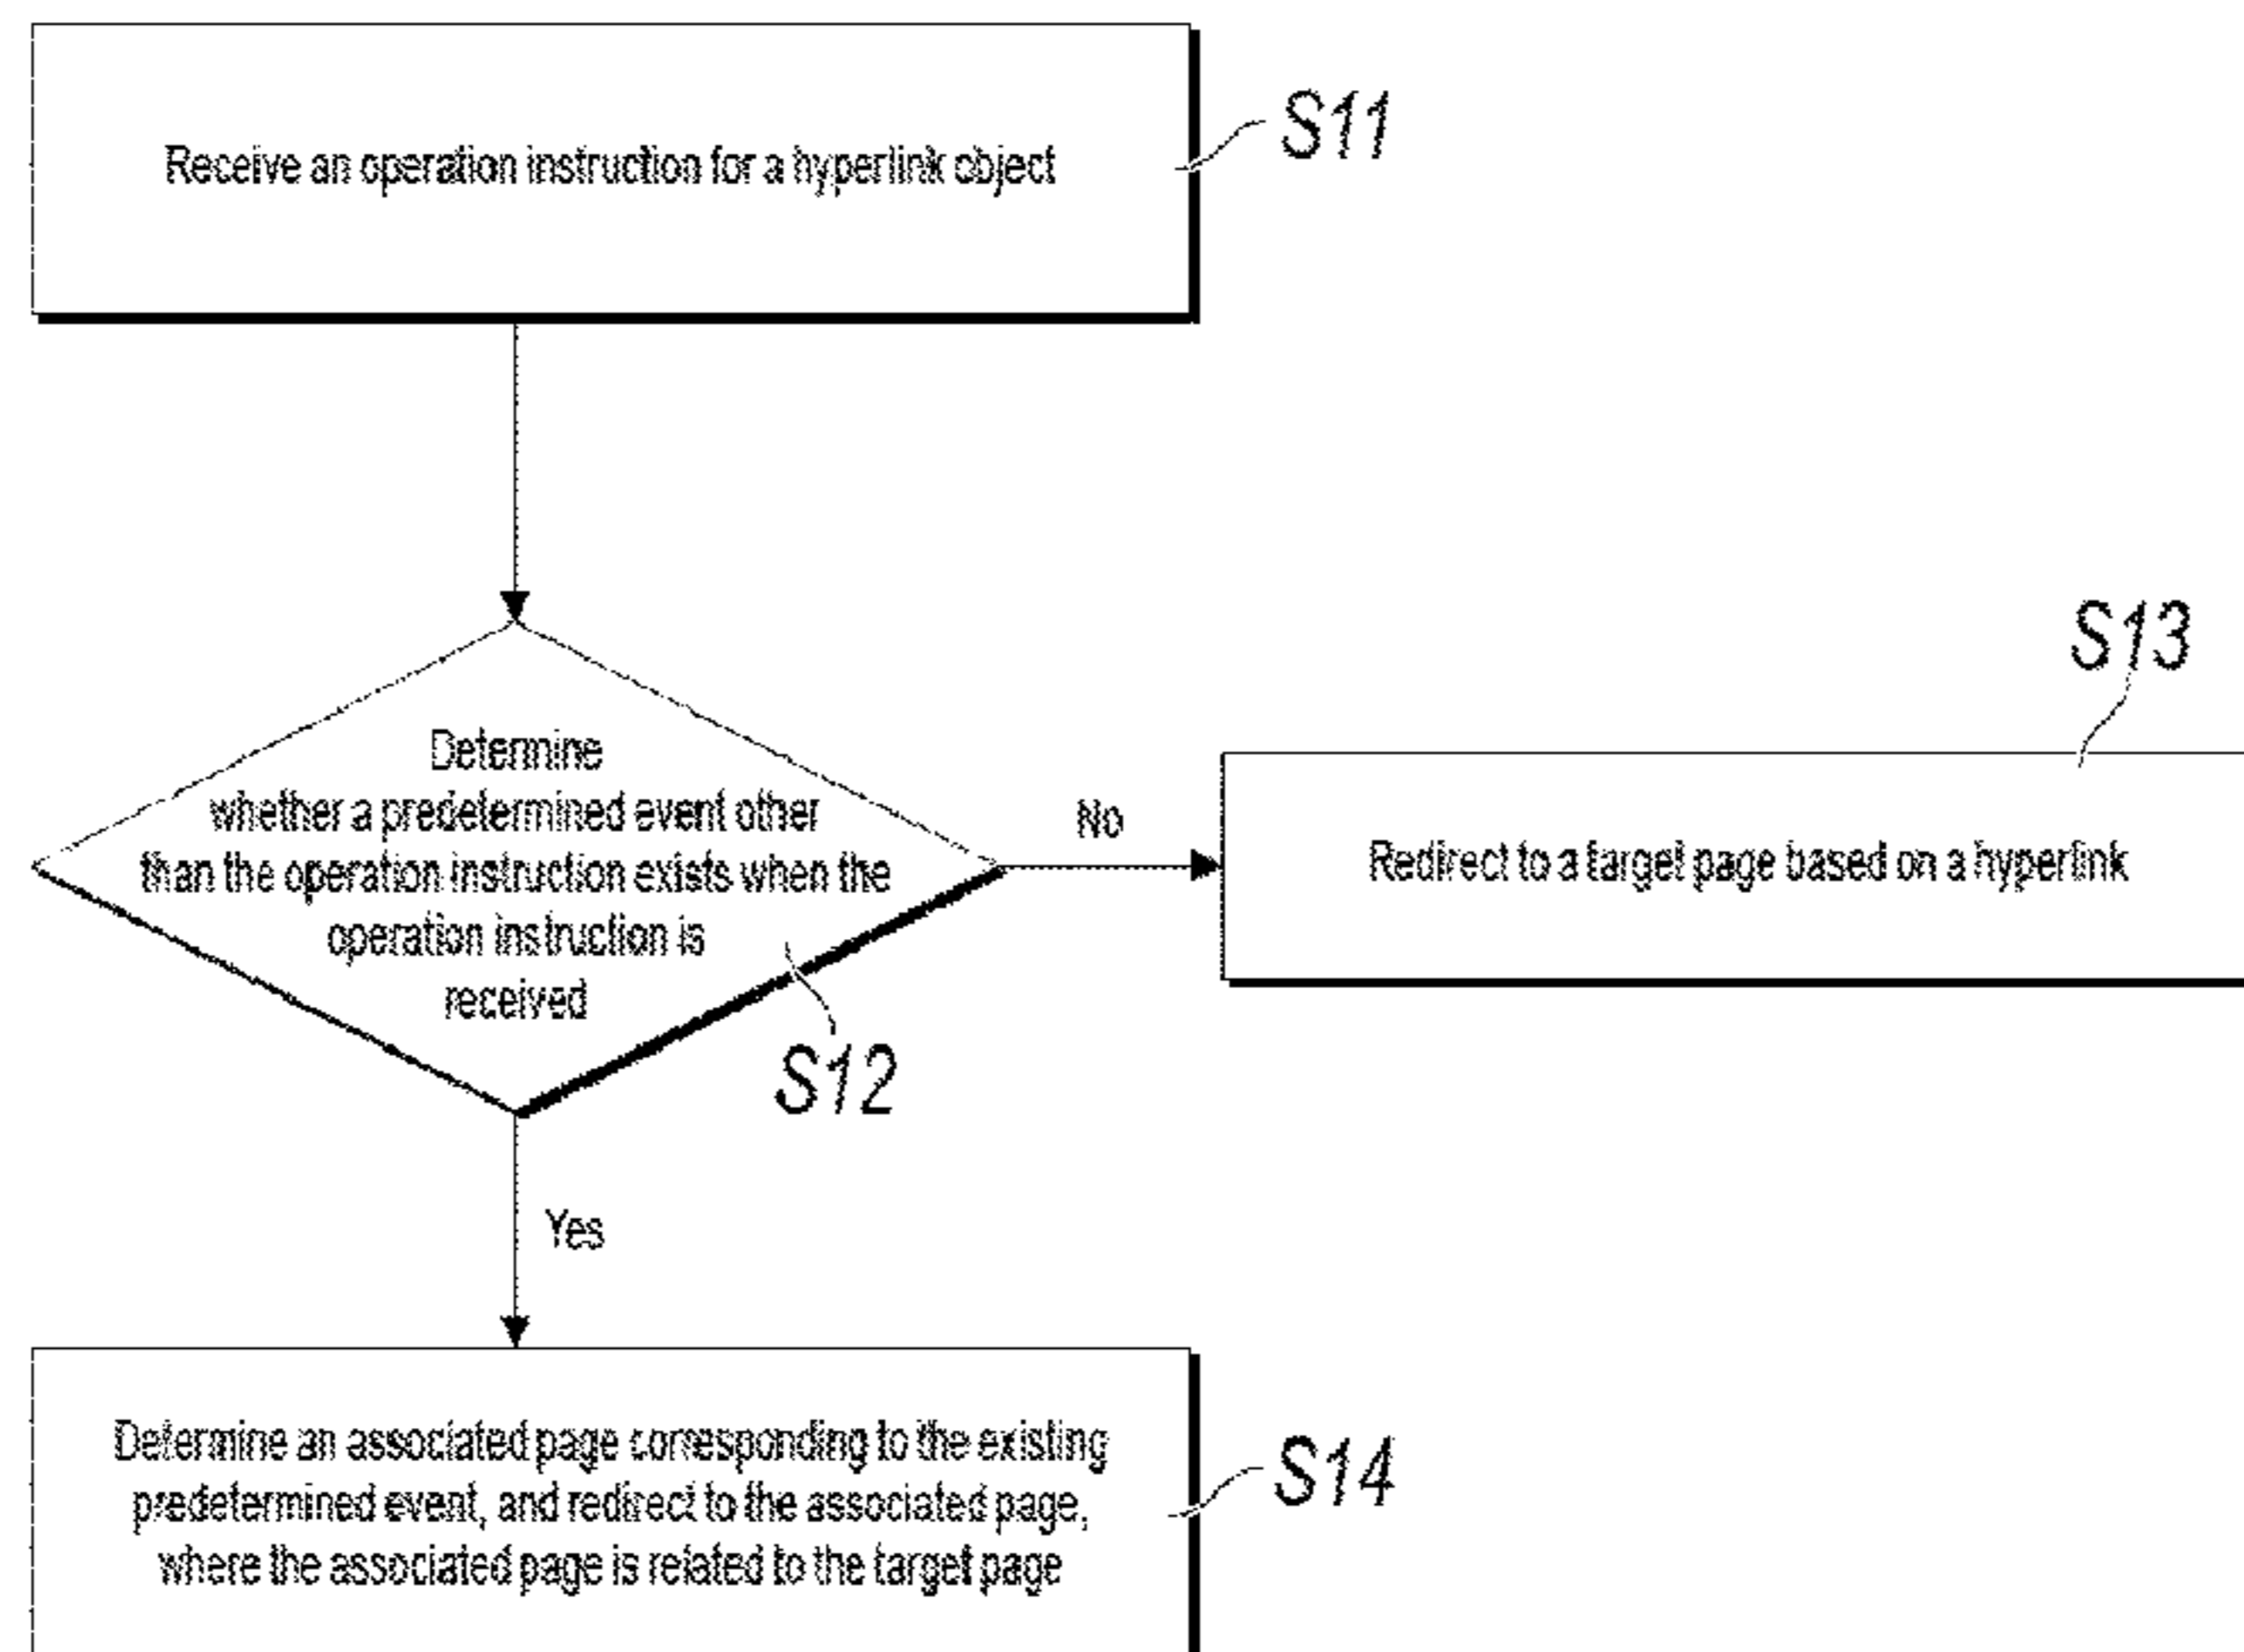 Receive an operation instruction for a hyperlink object
S11
Determine
whether a predetermined event other
than the operation instruction exists when the
operation instruction is
received
S12
No
S13
Redirect to a target page based on a hyperlink
Yes
Determine an associated page corresponding to the existing
predetermined event, and redirect to the associated page,
where the associated page is related to the target page
S14